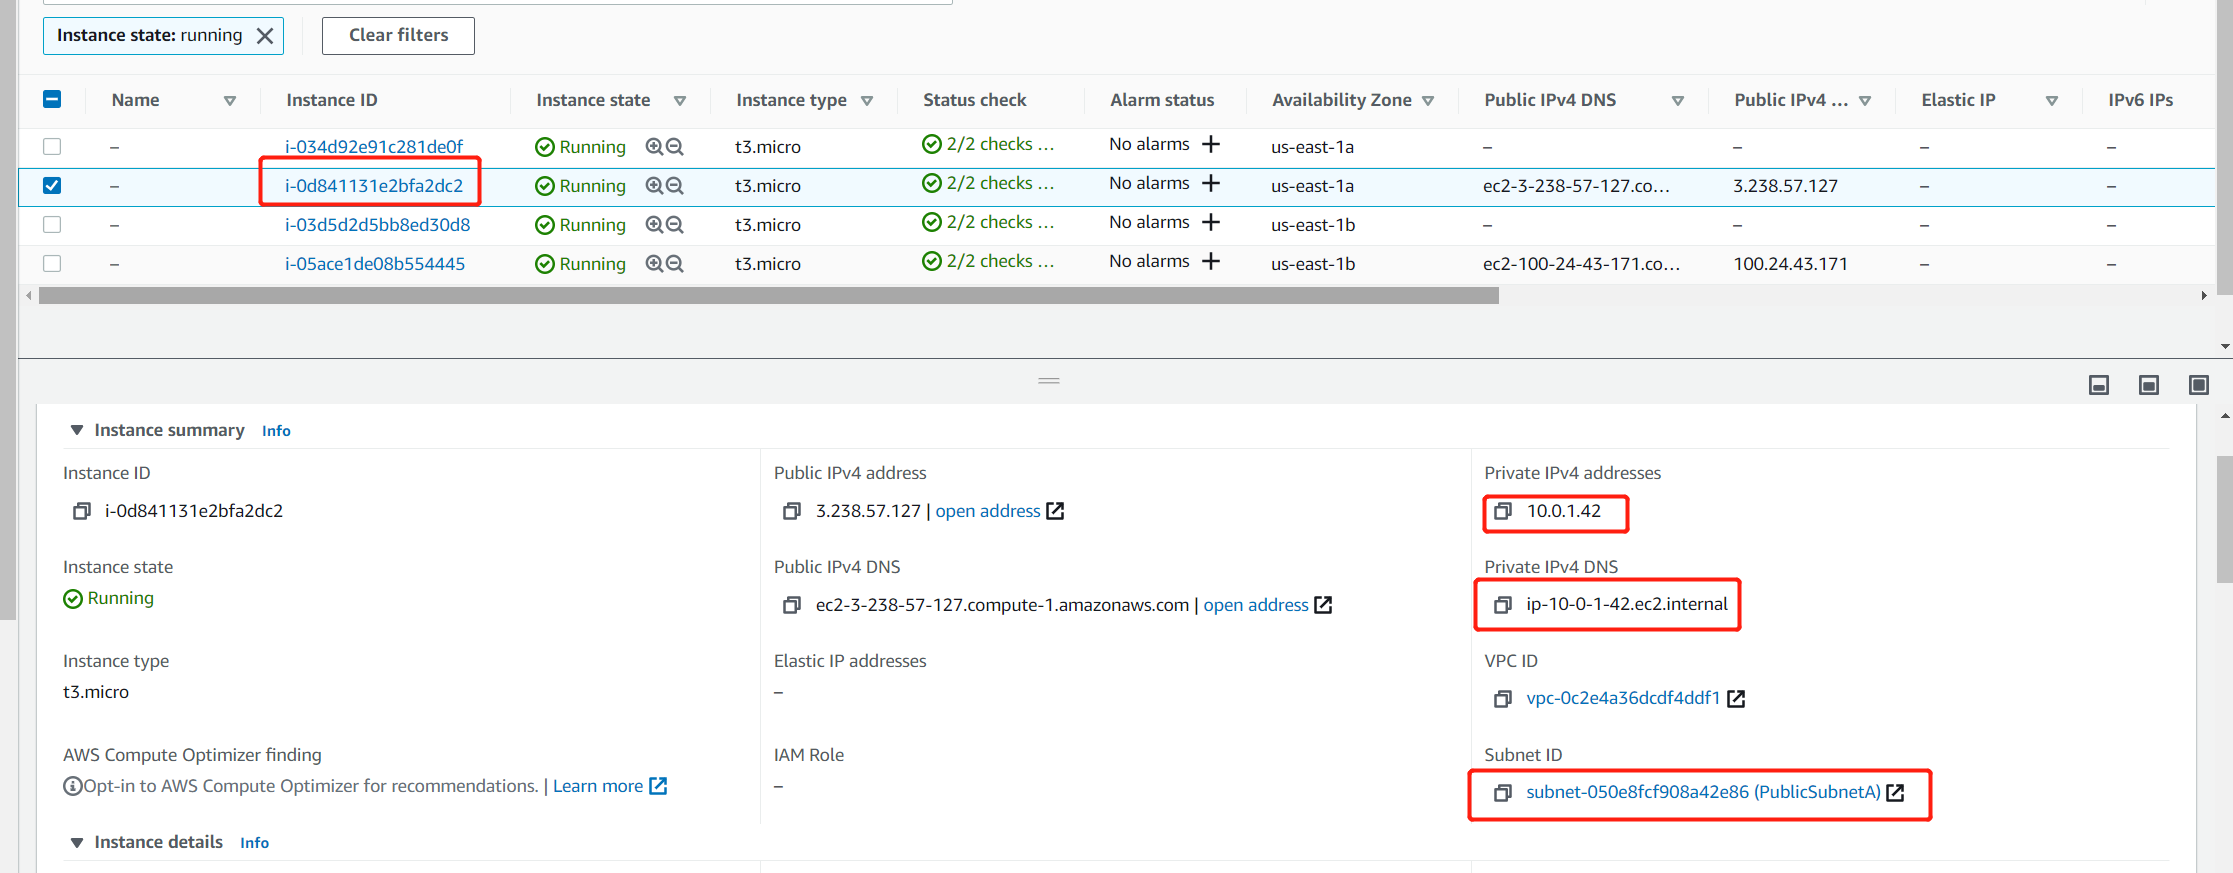 Instance state: running Clear filters
Name Instance ID Instance state Instance type Status check Alarm status Availability Zone Public IPv4 DNS Public IPv4 ... Elastic IP IPv6 IPs
– i-034d92e91c281de0f Running t3.micro 2/2 checks ... No alarms + us-east-1a – – – –
– i-0d841131e2bfa2dc2 Running t3.micro 2/2 checks ... No alarms + us-east-1a ec2-3-238-57-127.co... 3.238.57.127 – –
– i-03d5d2d5bb8ed30d8 Running t3.micro 2/2 checks ... No alarms + us-east-1b – – – –
– i-05ace1de08b554445 Running t3.micro 2/2 checks ... No alarms + us-east-1b ec2-100-24-43-171.co... 100.24.43.171 – –
Instance summary Info
Instance ID Public IPv4 address Private IPv4 addresses
i-0d841131e2bfa2dc2 3.238.57.127 | open address 10.0.1.42
Instance state Public IPv4 DNS Private IPv4 DNS
Running ec2-3-238-57-127.compute-1.amazonaws.com | open address ip-10-0-1-42.ec2.internal
Instance type Elastic IP addresses VPC ID
t3.micro – vpc-0c2e4a36dcdf4ddf1
AWS Compute Optimizer finding IAM Role Subnet ID
Opt-in to AWS Compute Optimizer for recommendations. | Learn more – subnet-050e8fcf908a42e86 (PublicSubnetA)
Instance details Info